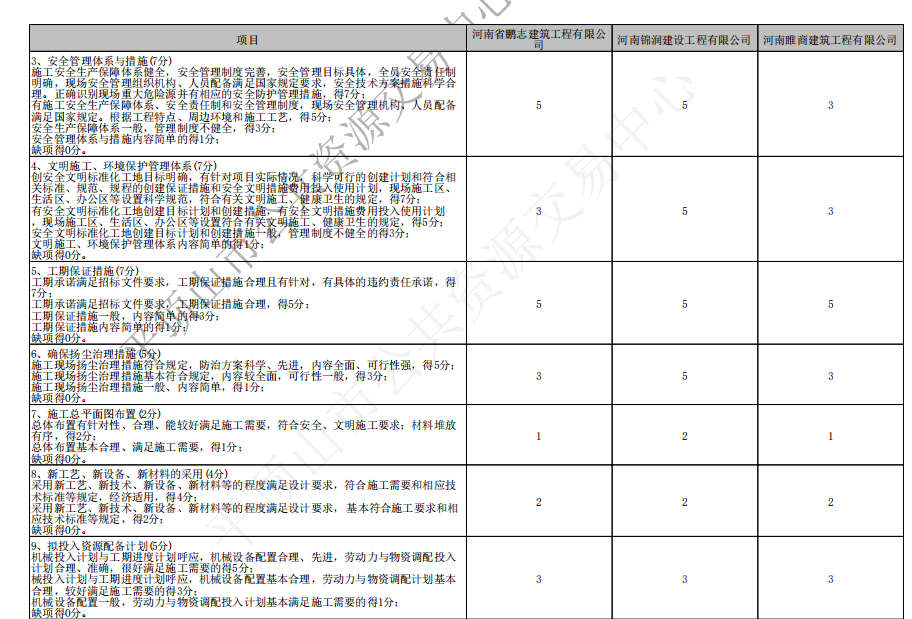 项目
河南省鹏志建筑工程有限公
司
河南锦润建设工程有限公司
河南睢商建筑工程有限公司
3、安全管理体系与措施(7分)
施工安全生产保障体系健全，安全管理制度完善，安全管理目标具体，全员安全责任制
明确，现场安全管理组织机构、人员配备满足国家规定要求，安全技术方案措施科学合
理。正确识别现场重大危险源并有相应的安全防护管理措施，得7分；
有施工安全生产保障体系、安全责任制和安全管理制度，现场安全管理机构、人员配备
满足国家规定。根据工程特点、周边环境和施工工艺，得5分；
安全生产保障体系一般，管理制度不健全，得3分；
安全管理体系与措施内容简单的得1分；
缺项得0分。
5
5
3
4、文明施工、环境保护管理体系(7分)
创安全文明标准化工地目标明确，有针对项目实际情况，科学可行的创建计划和符合相
关标准、规范、规程的创建保证措施和安全文明措施费用投入使用计划，现场施工区、
生活区、办公区等设置科学规范，符合有关文明施工、健康卫生的规定，得7分；
有安全文明标准化工地创建目标计划和创建措施，有安全文明措施费用投入使用计划
，现场施工区、生活区、办公区等设置符合有关文明施工、健康卫生的规定，得5分；
安全文明标准化工地创建目标计划和创建措施一般，管理制度不健全的得3分；
文明施工、环境保护管理体系内容简单的得1分；
缺项得0分。
3
5
3
5、工期保证措施(7分)
工期承诺满足招标文件要求，工期保证措施合理且有针对，有具体的违约责任承诺，得
7分；
工期承诺满足招标文件要求，工期保证措施合理，得5分；
工期保证措施一般，内容简单的得3分；
工期保证措施内容简单的得1分；
缺项得0分。
5
5
5
6、确保扬尘治理措施(5分)
施工现场扬尘治理措施符合规定，防治方案科学、先进，内容全面、可行性强，得5分；
施工现场扬尘治理措施基本符合规定，内容较全面，可行性一般，得3分；
施工现场扬尘治理措施一般、内容简单，得1分；
缺项得0分。
3
5
3
7、施工总平面图布置(2分)
总体布置有针对性、合理、能较好满足施工需要，符合安全、文明施工要求；材料堆放
有序，得2分；
总体布置基本合理、满足施工需要，得1分；
缺项得0分。
1
2
1
8、新工艺、新设备、新材料的采用(4分)
采用新工艺、新技术、新设备、新材料等的程度满足设计要求，符合施工需要和相应技
术标准等规定，经济适用，得4分；
采用新工艺、新技术、新设备、新材料等的程度满足设计要求，基本符合施工要求和相
应技术标准等规定，得2分；
缺项得0分。
2
2
2
9、拟投入资源配备计划(5分)
机械投入计划与工期进度计划呼应，机械设备配置合理、先进，劳动力与物资调配投入
计划合理、准确，很好满足施工需要的得5分；
械投入计划与工期进度计划呼应，机械设备配置基本合理，劳动力与物资调配计划基本
合理，较好满足施工需要的得3分；
机械设备配置一般，劳动力与物资调配投入计划基本满足施工需要的得1分；
缺项得0分。
3
3
3
平顶山市公共资源交易中心
平顶山市公共资源交易中心